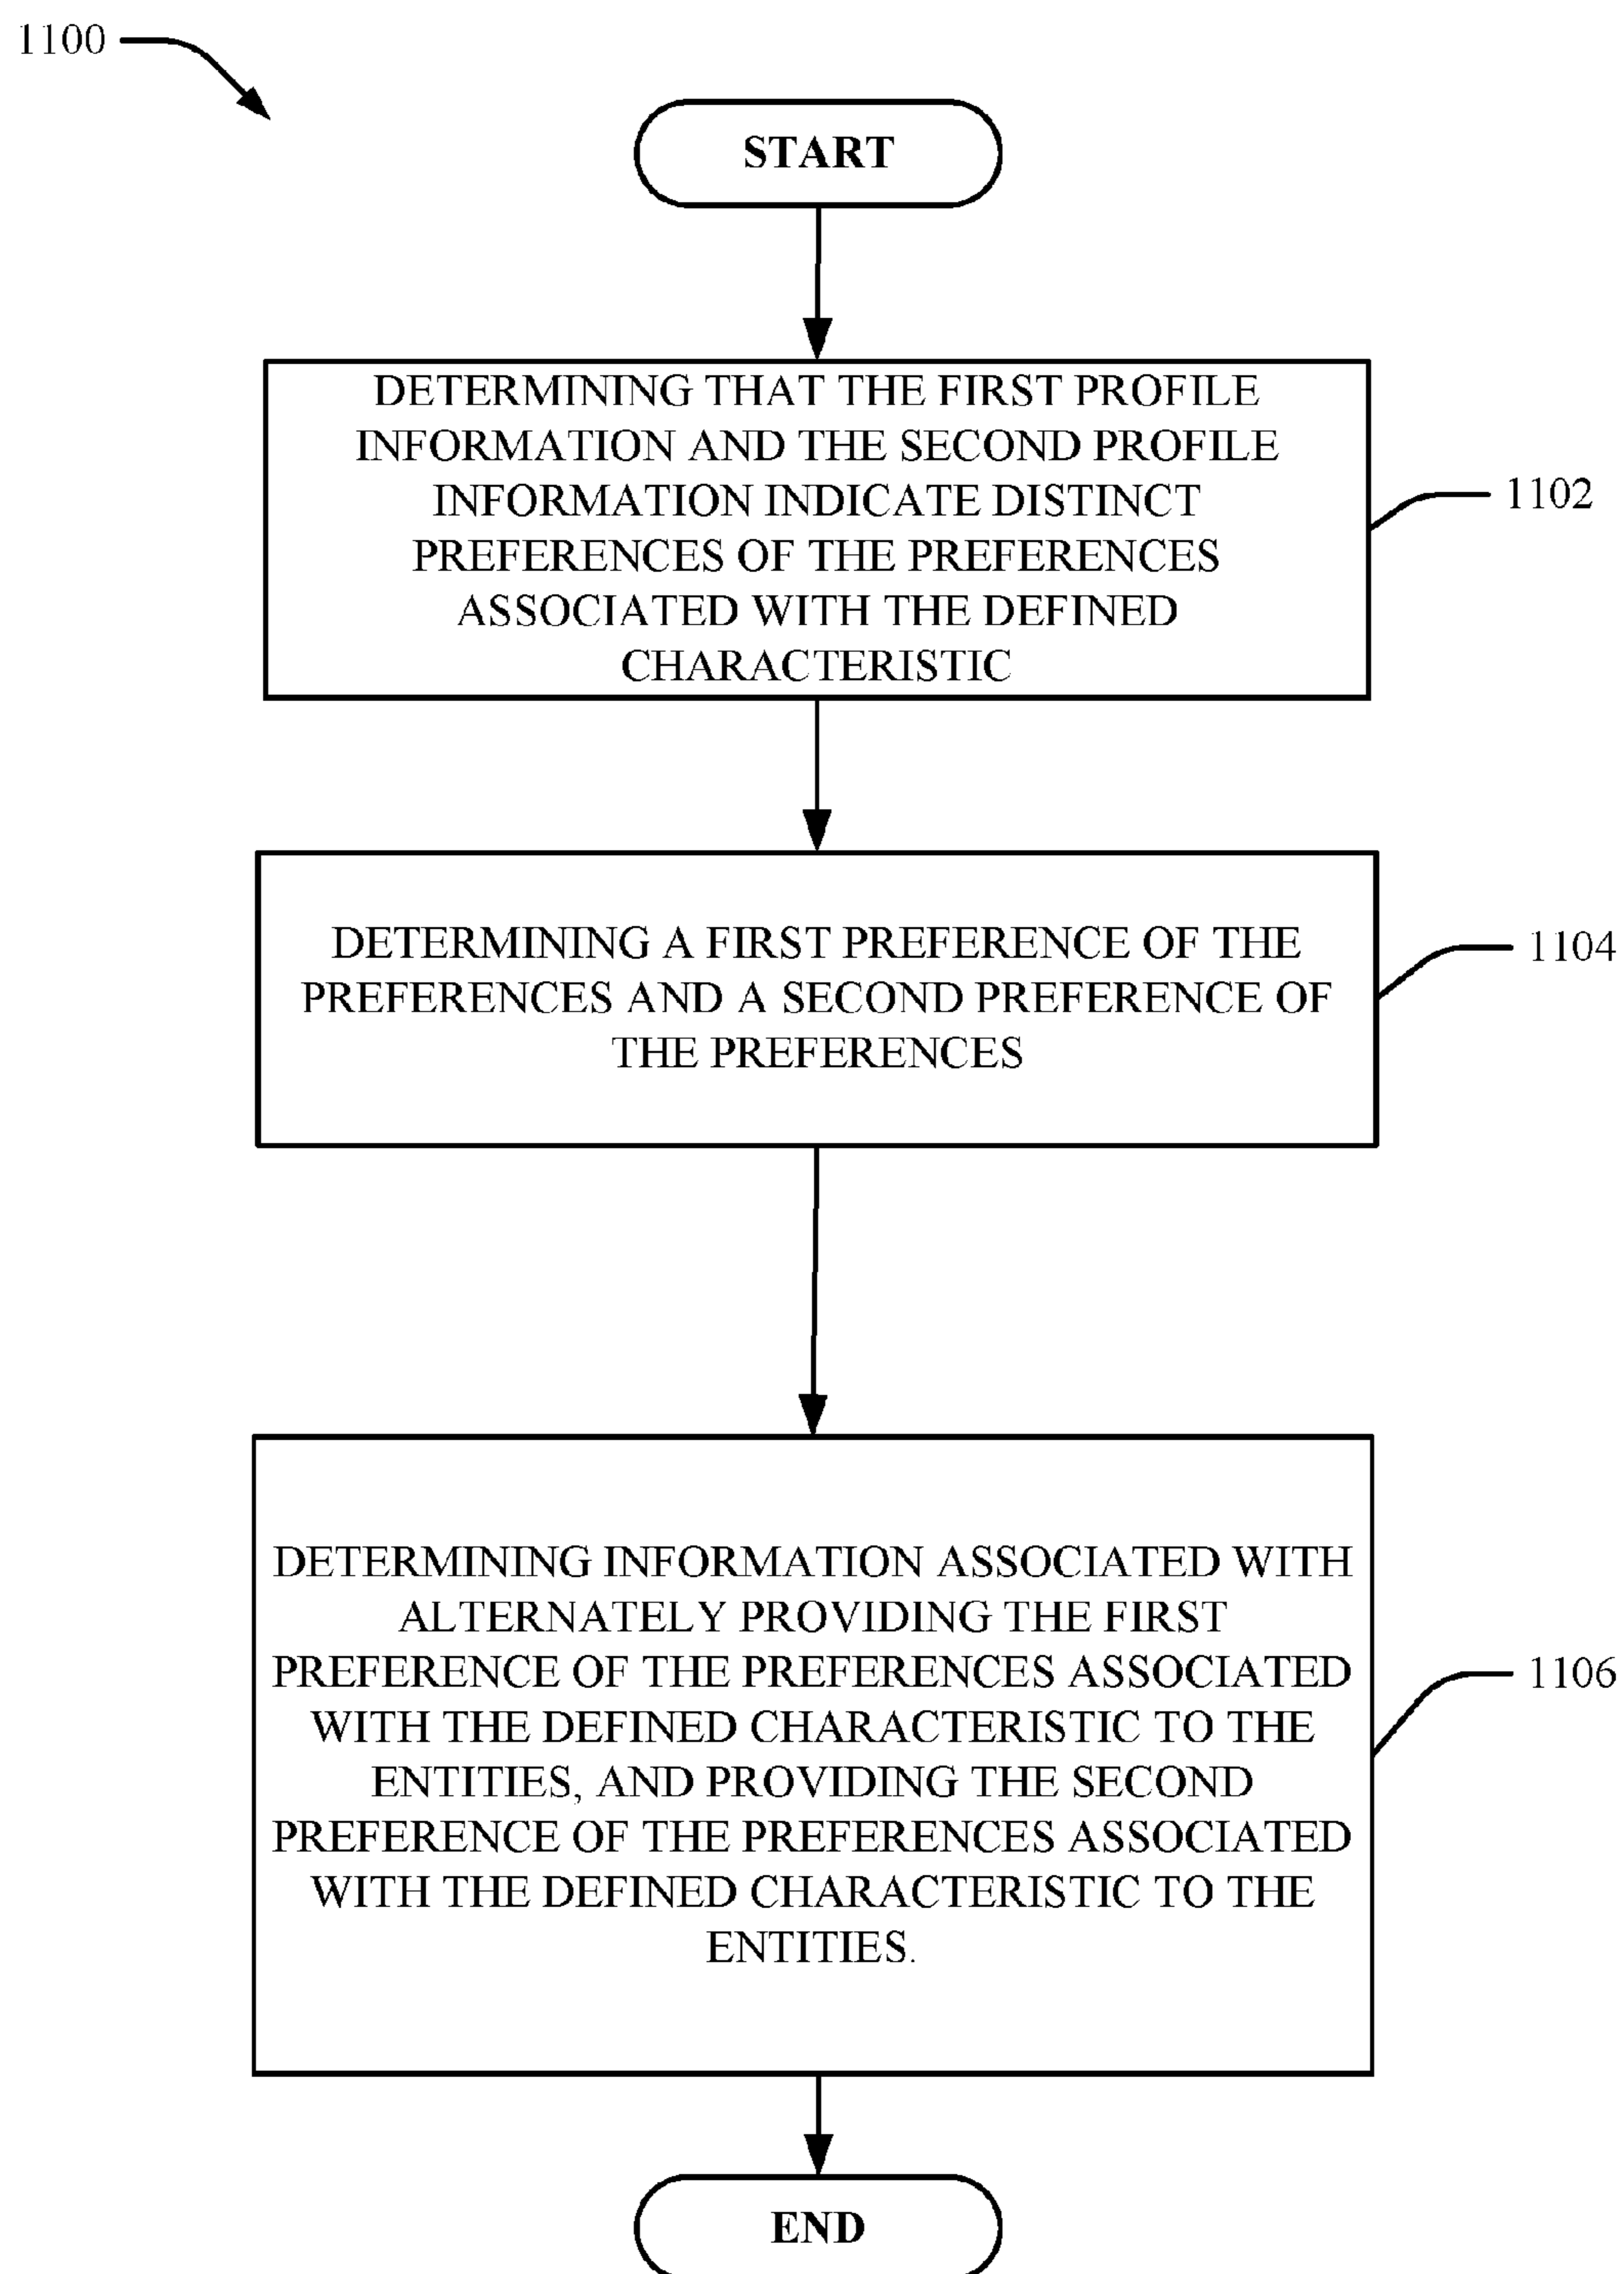 1100
START
DETERMINING THAT THE FIRST PROFILE
INFORMATION AND THE SECOND PROFILE
INFORMATION INDICATE DISTINCT
PREFERENCES OF THE PREFERENCES
ASSOCIATED WITH THE DEFINED
CHARACTERISTIC
1102
DETERMINING A FIRST PREFERENCE OF THE
PREFERENCES AND A SECOND PREFERENCE OF
THE PREFERENCES
1104
DETERMINING INFORMATION ASSOCIATED WITH
ALTERNATELY PROVIDING THE FIRST
PREFERENCE OF THE PREFERENCES ASSOCIATED
WITH THE DEFINED CHARACTERISTIC TO THE
ENTITIES, AND PROVIDING THE SECOND
PREFERENCE OF THE PREFERENCES ASSOCIATED
WITH THE DEFINED CHARACTERISTIC TO THE
ENTITIES.
1106
END